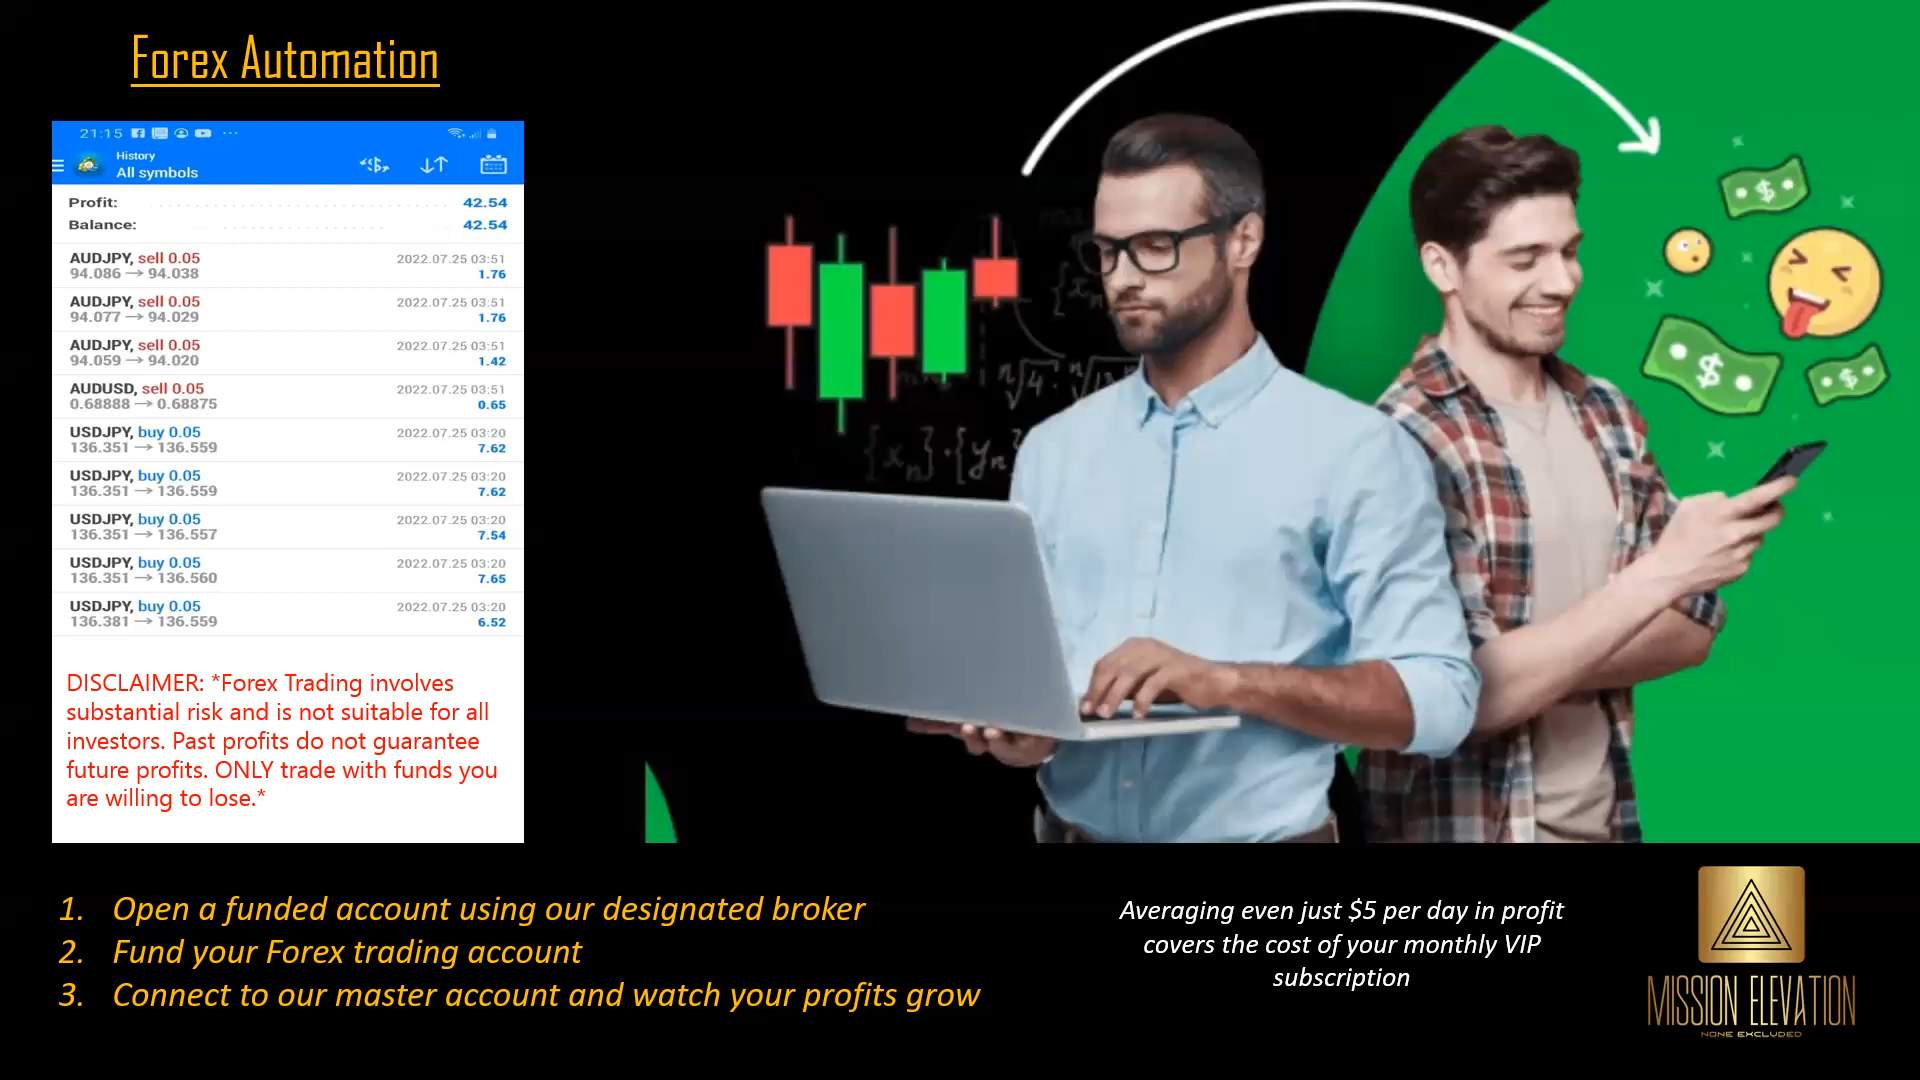 Forex Automation
21:15
History
All symbols
Profit: 42.54
Balance: 42.54
AUDJPY, sell 0.05 2022.07.25 03:51
94.086 → 94.038 1.76
AUDJPY, sell 0.05 2022.07.25 03:51
94.077 → 94.029 1.76
AUDJPY, sell 0.05 2022.07.25 03:51
94.059 → 94.020 1.42
AUDUSD, sell 0.05 2022.07.25 03:51
0.68888 → 0.68875 0.65
USDJPY, buy 0.05 2022.07.25 03:20
136.351 → 136.559 7.62
USDJPY, buy 0.05 2022.07.25 03:20
136.351 → 136.559 7.62
USDJPY, buy 0.05 2022.07.25 03:20
136.351 → 136.557 7.54
USDJPY, buy 0.05 2022.07.25 03:20
136.351 → 136.560 7.65
USDJPY, buy 0.05 2022.07.25 03:20
136.381 → 136.559 6.52
DISCLAIMER: *Forex Trading involves
substantial risk and is not suitable for all
investors. Past profits do not guarantee
future profits. ONLY trade with funds you
are willing to lose.*
1. Open a funded account using our designated broker
2. Fund your Forex trading account
3. Connect to our master account and watch your profits grow
Averaging even just $5 per day in profit
covers the cost of your monthly VIP
subscription
MISSION ELEVATION
NONE EXCLUDED